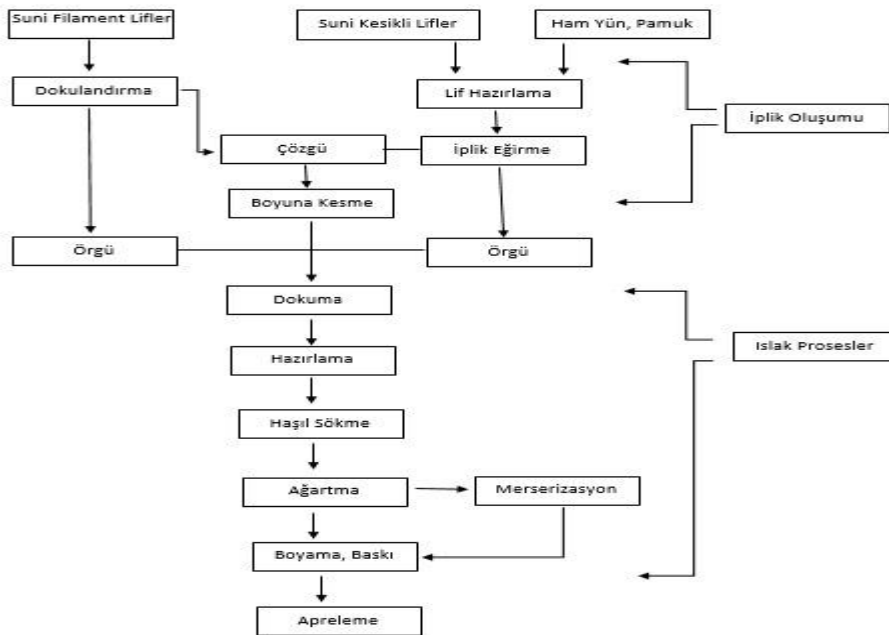 Suni Filament Lifler
Suni Kesikli Lifler
Ham Yün, Pamuk
Dokulandırma
Lif Hazırlama
İplik Oluşumu
Çözgü
İplik Eğirme
Boyuna Kesme
Örgü
Örgü
Dokuma
Hazırlama
Islak Prosesler
Haşıl Sökme
Ağartma
Merserizasyon
Boyama, Baskı
Apreleme